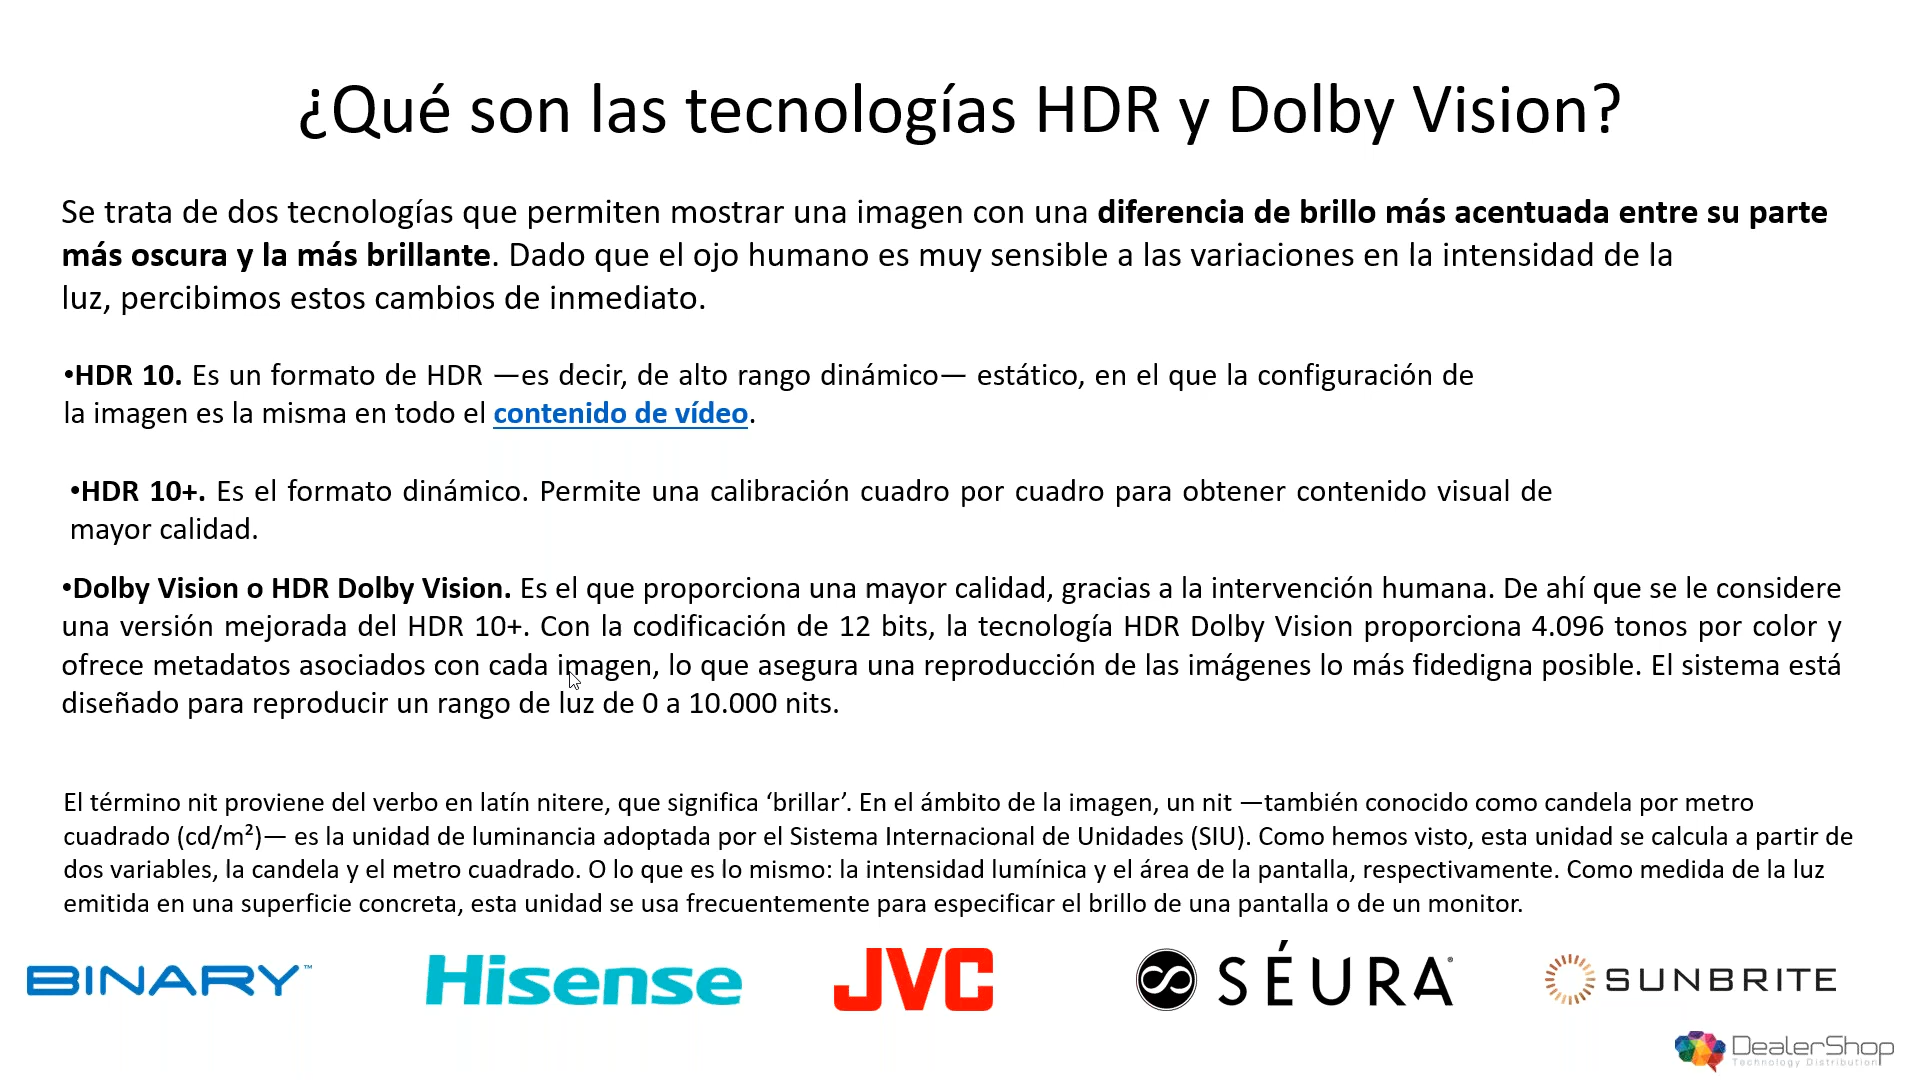 ¿Qué son las tecnologías HDR y Dolby Vision?
Se trata de dos tecnologías que permiten mostrar una imagen con una diferencia de brillo más acentuada entre su parte
más oscura y la más brillante. Dado que el ojo humano es muy sensible a las variaciones en la intensidad de la
luz, percibimos estos cambios de inmediato.
•HDR 10. Es un formato de HDR —es decir, de alto rango dinámico— estático, en el que la configuración de
la imagen es la misma en todo el contenido de vídeo.
•HDR 10+. Es el formato dinámico. Permite una calibración cuadro por cuadro para obtener contenido visual de
mayor calidad.
•Dolby Vision o HDR Dolby Vision. Es el que proporciona una mayor calidad, gracias a la intervención humana. De ahí que se le considere
una versión mejorada del HDR 10+. Con la codificación de 12 bits, la tecnología HDR Dolby Vision proporciona 4.096 tonos por color y
ofrece metadatos asociados con cada imagen, lo que asegura una reproducción de las imágenes lo más fidedigna posible. El sistema está
diseñado para reproducir un rango de luz de 0 a 10.000 nits.
El término nit proviene del verbo en latín nitere, que significa ‘brillar’. En el ámbito de la imagen, un nit —también conocido como candela por metro
cuadrado (cd/m²)— es la unidad de luminancia adoptada por el Sistema Internacional de Unidades (SIU). Como hemos visto, esta unidad se calcula a partir de
dos variables, la candela y el metro cuadrado. O lo que es lo mismo: la intensidad lumínica y el área de la pantalla, respectivamente. Como medida de la luz
emitida en una superficie concreta, esta unidad se usa frecuentemente para especificar el brillo de una pantalla o de un monitor.
BINARY™ Hisense JVC SÉURA® SUNBRITE
DealerShop
Technology Distribution